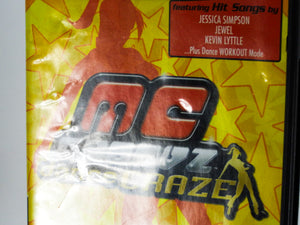 featuring Hit Songs by
JESSICA SIMPSON
JEWEL
KEVIN LYTTLE
...Plus Dance WORKOUT Mode
MC
CRAZE